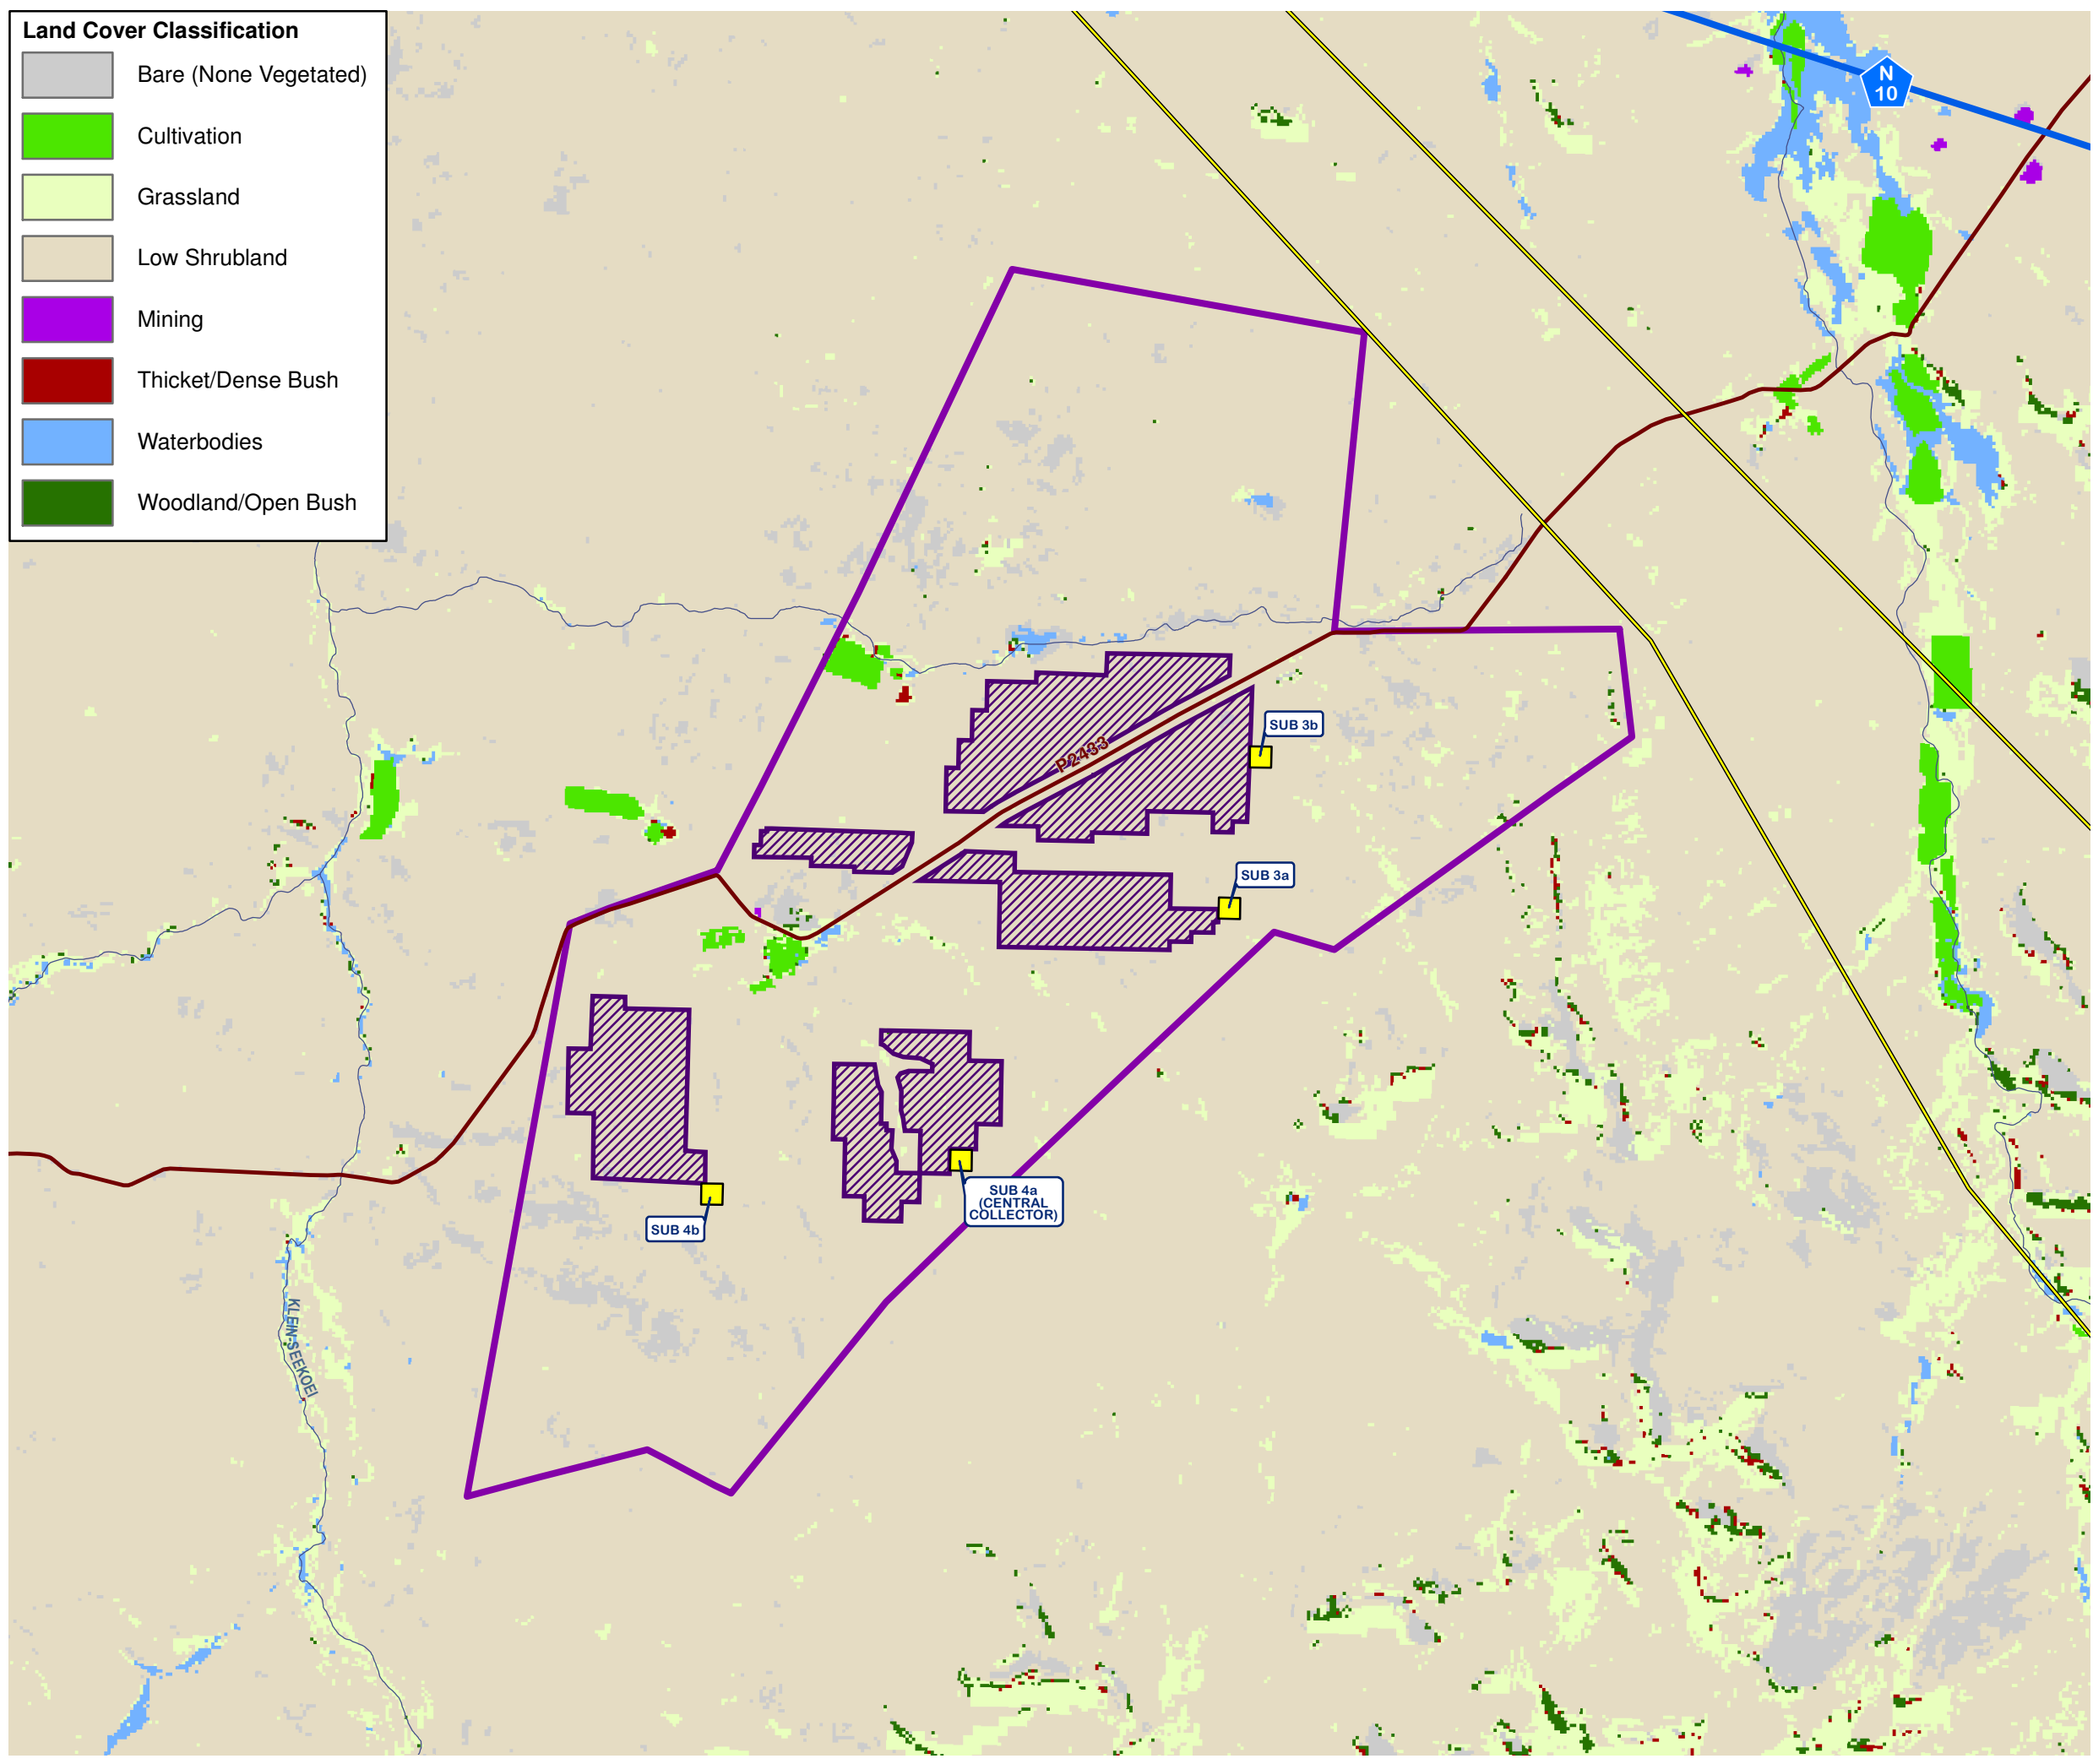 Land Cover Classification
Bare (None Vegetated)
Cultivation
Grassland
Low Shrubland
Mining
Thicket/Dense Bush
Waterbodies
Woodland/Open Bush
N
10
SUB 3b
P2433
SUB 3a
SUB 4a
(CENTRAL
COLLECTOR)
SUB 4b
KLEIN-SEEKOEI